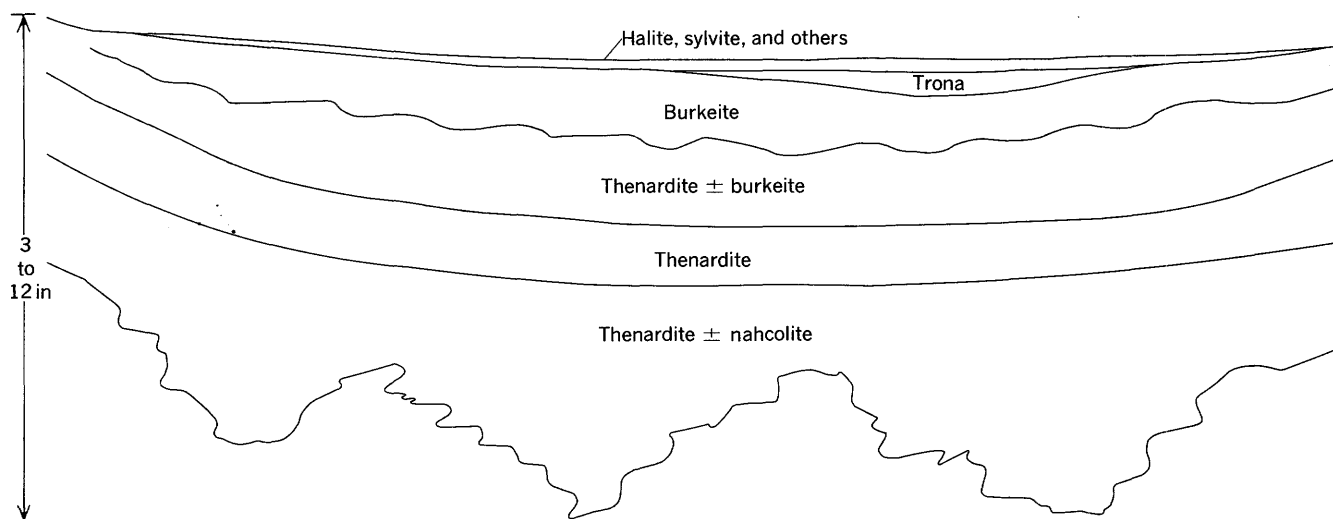 Halite, sylvite, and others
Trona
Burkeite
Thenardite ± burkeite
Thenardite
3
to
12 in
Thenardite ± nahcolite